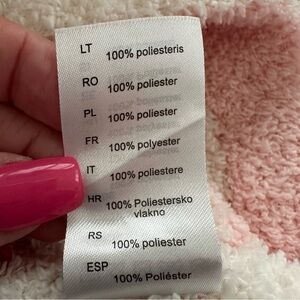 LT
100% poliesteris
RO
100% poliester
PL
100% poliester
FR
100% polyester
IT
100% poliestere
HR
100% Poliestersko
vlakno
RS
100% poliester
ESP
100% Poliéster